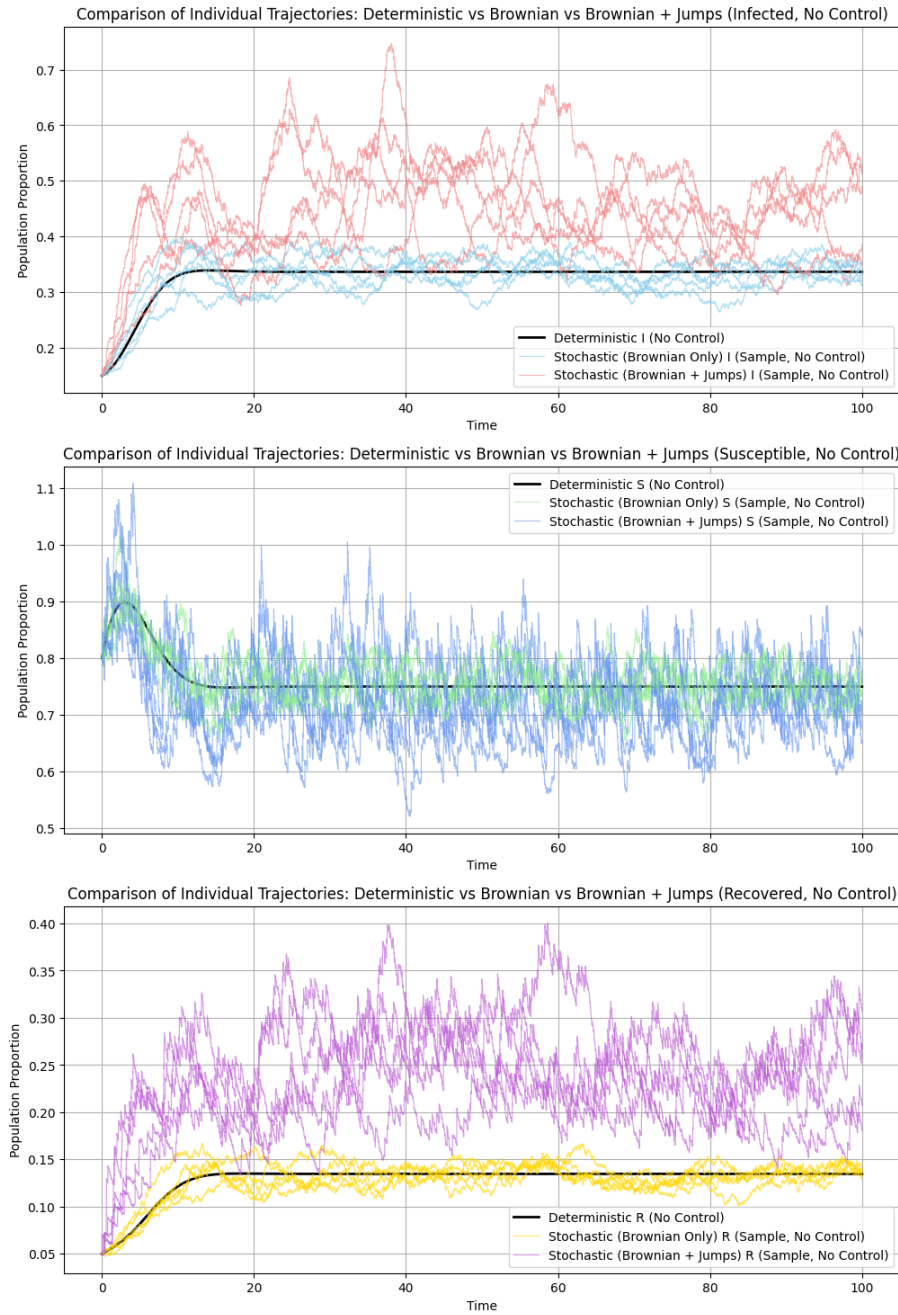 Comparison of Individual Trajectories: Deterministic vs Brownian vs Brownian + Jumps (Infected, No Control)
Population Proportion
0.7
0.6
0.5
0.4
0.3
0.2
Deterministic I (No Control)
Stochastic (Brownian Only) I (Sample, No Control)
Stochastic (Brownian + Jumps) I (Sample, No Control)
0
20
40
60
80
100
Time
Comparison of Individual Trajectories: Deterministic vs Brownian vs Brownian + Jumps (Susceptible, No Control)
Population Proportion
1.1
1.0
0.9
0.8
0.7
0.6
0.5
Deterministic S (No Control)
Stochastic (Brownian Only) S (Sample, No Control)
Stochastic (Brownian + Jumps) S (Sample, No Control)
0
20
40
60
80
100
Time
Comparison of Individual Trajectories: Deterministic vs Brownian vs Brownian + Jumps (Recovered, No Control)
Population Proportion
0.40
0.35
0.30
0.25
0.20
0.15
0.10
0.05
Deterministic R (No Control)
Stochastic (Brownian Only) R (Sample, No Control)
Stochastic (Brownian + Jumps) R (Sample, No Control)
0
20
40
60
80
100
Time